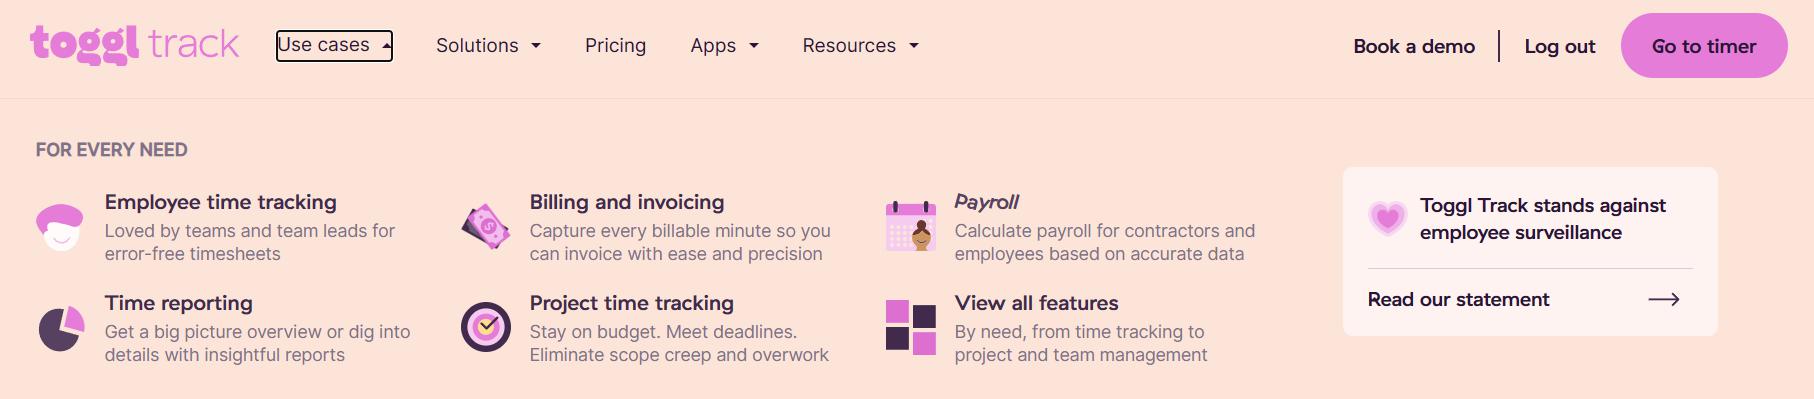 toggl track
Use cases
Solutions
Pricing
Apps
Resources
Book a demo
Log out
Go to timer
FOR EVERY NEED
Employee time tracking
Loved by teams and team leads for
error-free timesheets
Billing and invoicing
Capture every billable minute so you
can invoice with ease and precision
Payroll
Calculate payroll for contractors and
employees based on accurate data
Time reporting
Get a big picture overview or dig into
details with insightful reports
Project time tracking
Stay on budget. Meet deadlines.
Eliminate scope creep and overwork
View all features
By need, from time tracking to
project and team management
Toggl Track stands against
employee surveillance
Read our statement